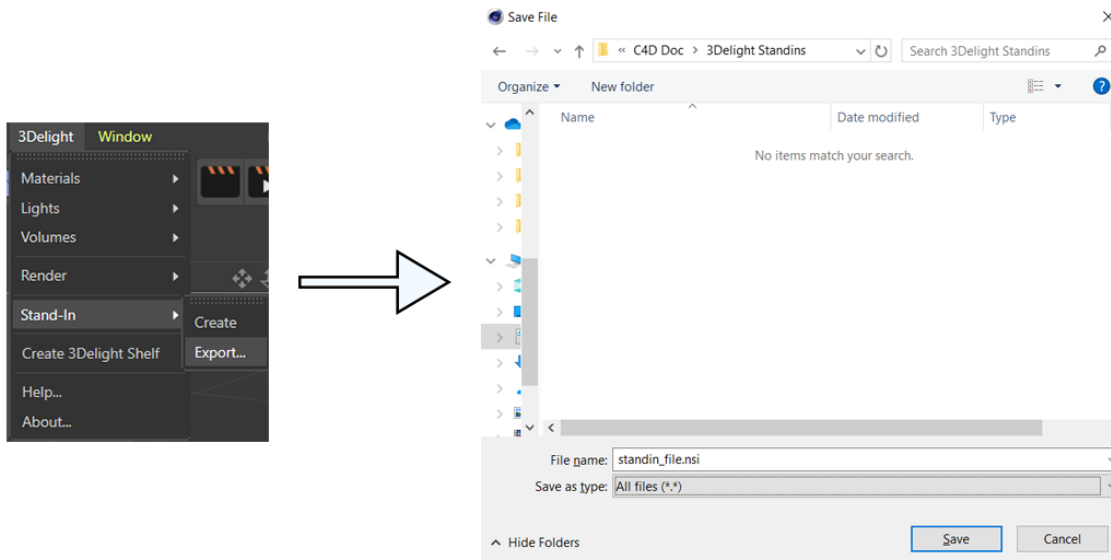 3Delight Window
Materials
Lights
Volumes
Render
Stand-In
Create
Export...
Create 3Delight Shelf
Help...
About...
Save File
« C4D Doc > 3Delight Standins
Search 3Delight Standins
Organize New folder
?
Name Date modified Type
No items match your search.
File name: standin_file.nsi
Save as type: All files (*.*)
Hide Folders Save Cancel